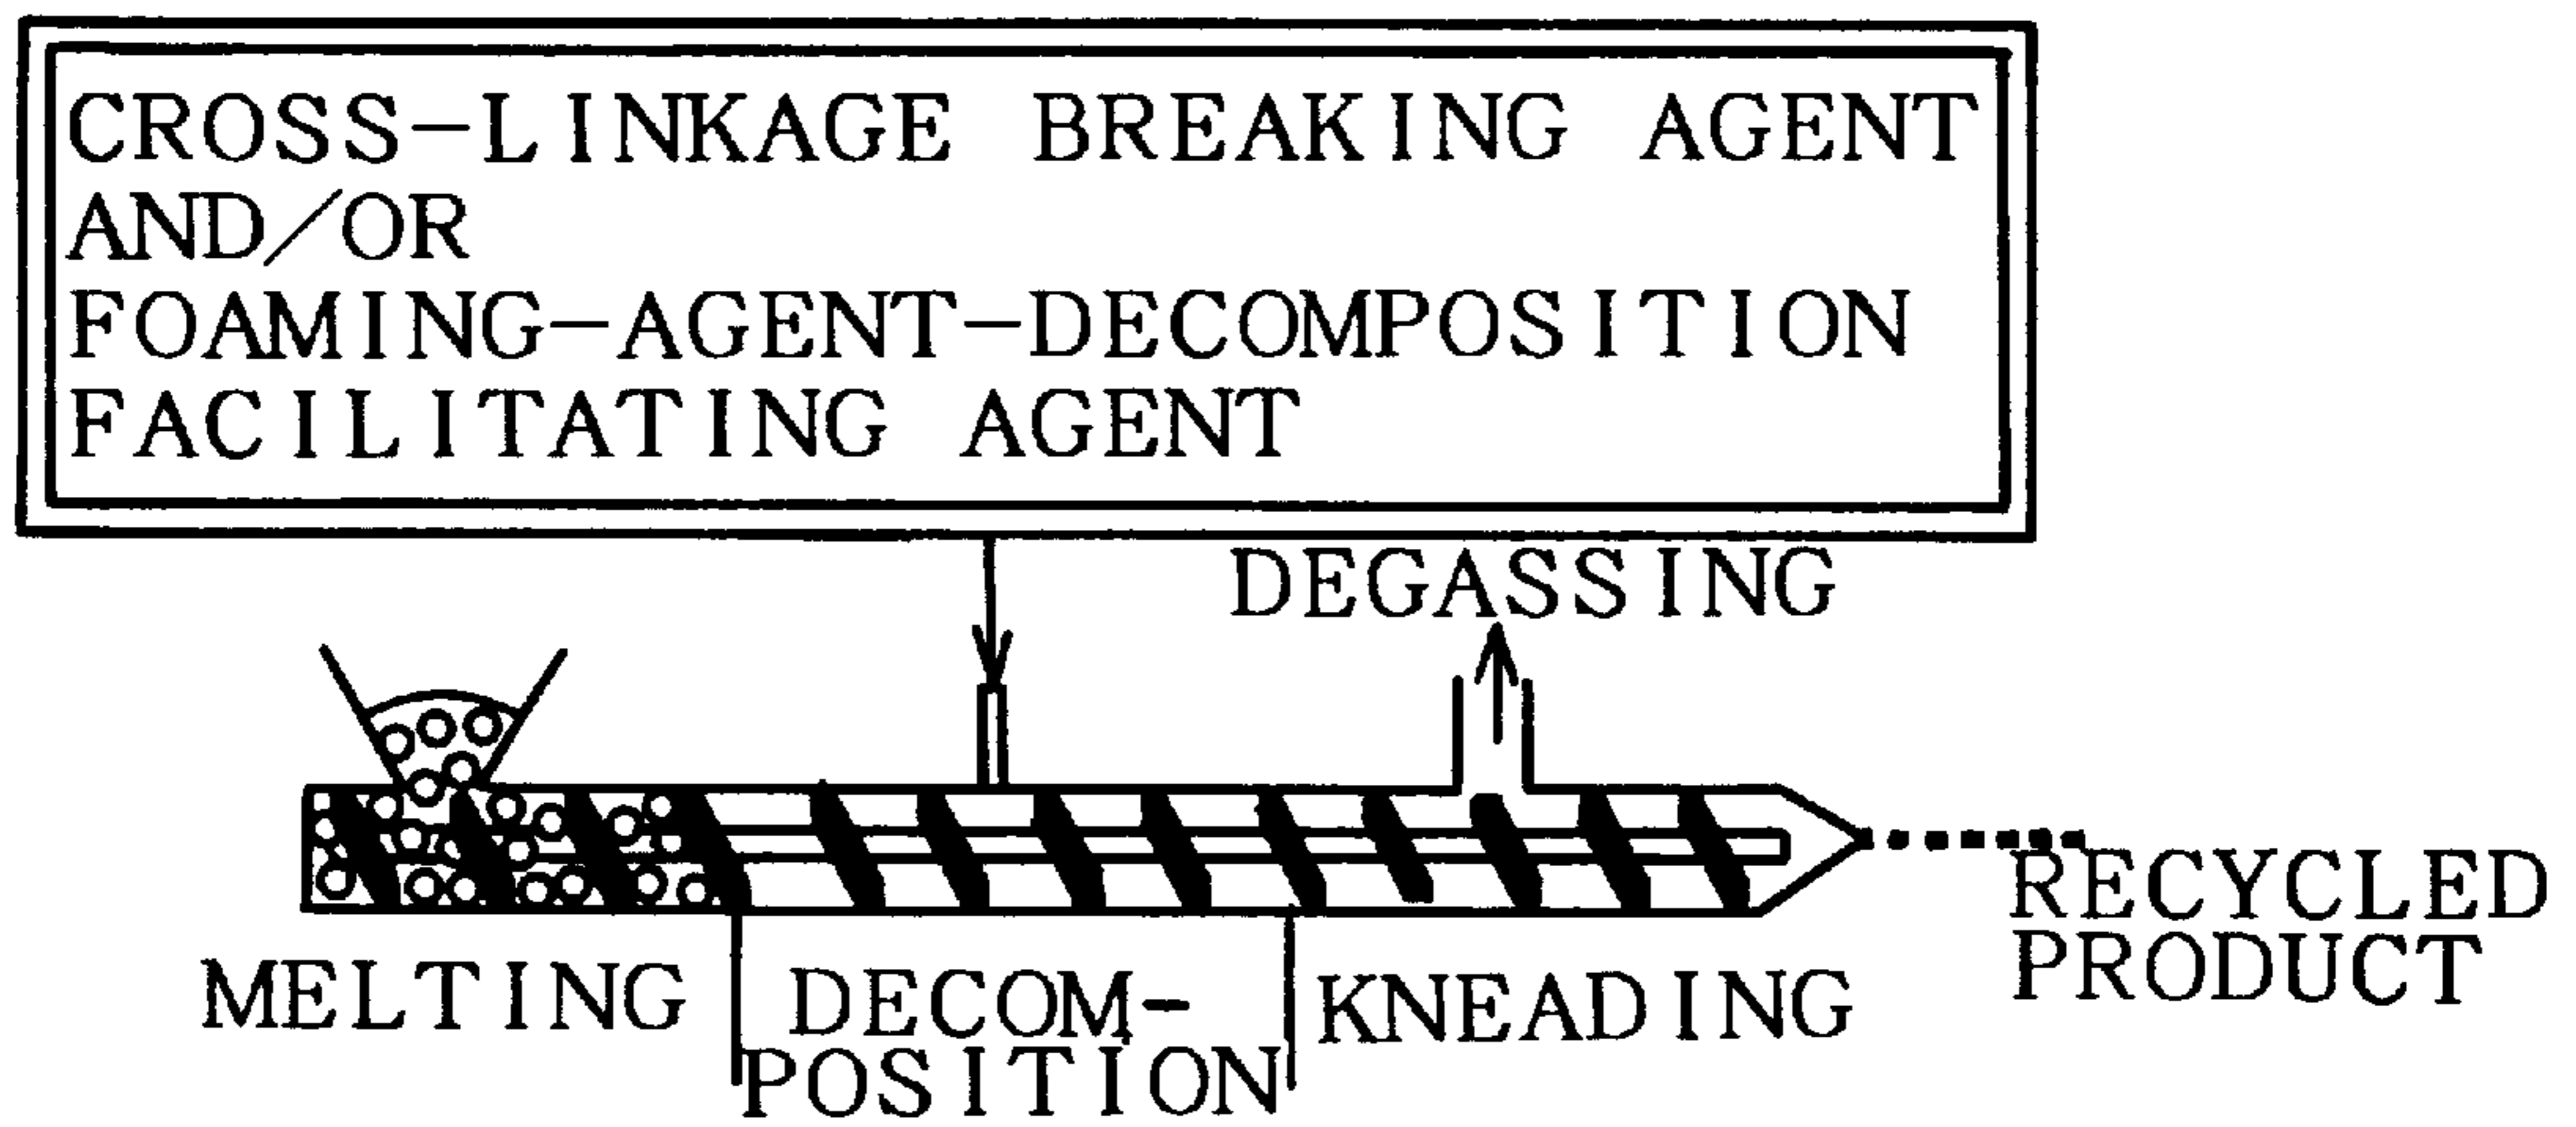 CROSS-LINKAGE BREAKING AGENT
AND/OR
FOAMING-AGENT-DECOMPOSITION
FACILITATING AGENT
DEGASSING
RECYCLED
PRODUCT
MELTING
DECOM-
POSITION
KNEADING